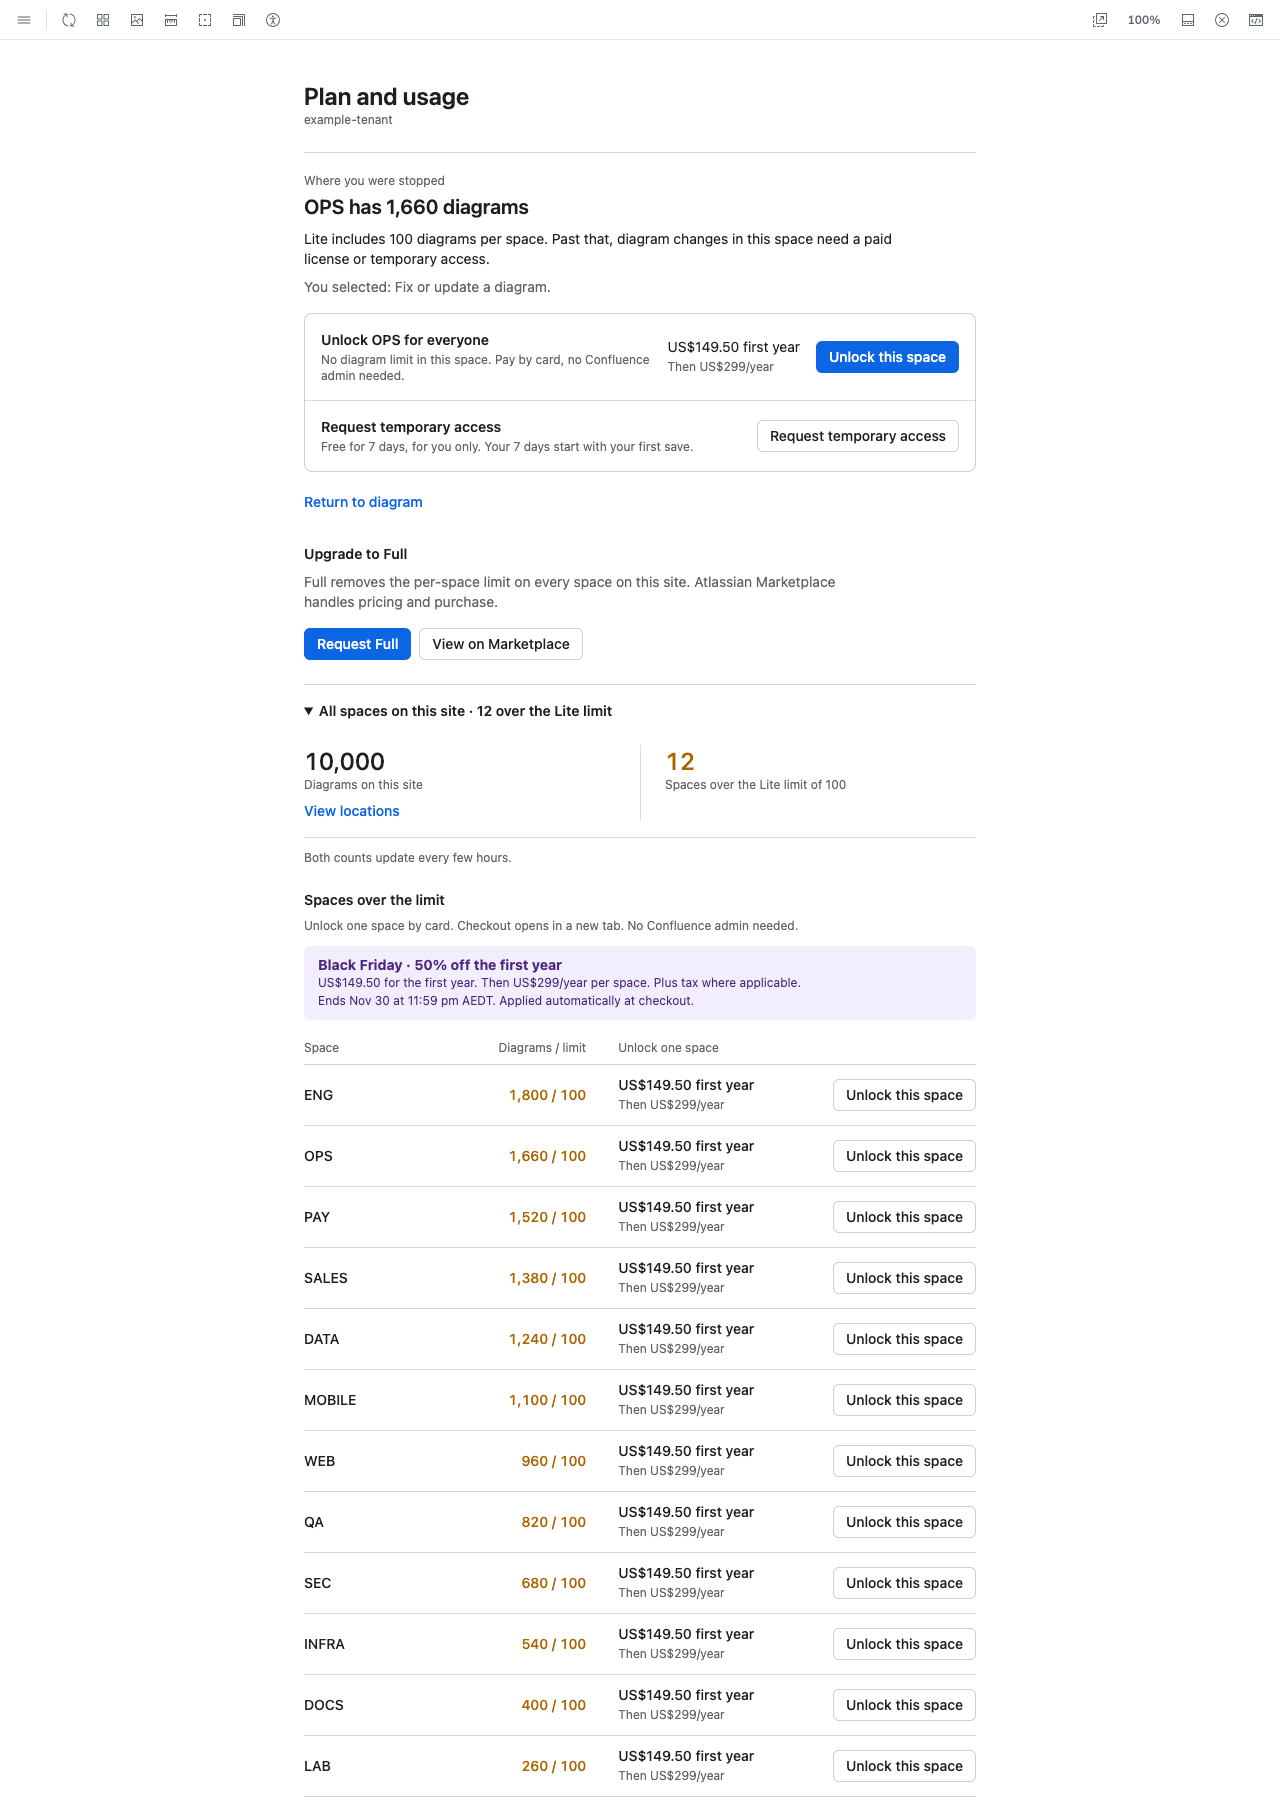 100%
Plan and usage
example-tenant
Where you were stopped
OPS has 1,660 diagrams
Lite includes 100 diagrams per space. Past that, diagram changes in this space need a paid
license or temporary access.
You selected: Fix or update a diagram.
Unlock OPS for everyone
No diagram limit in this space. Pay by card, no Confluence
admin needed.
US$149.50 first year
Then US$299/year
Unlock this space
Request temporary access
Free for 7 days, for you only. Your 7 days start with your first save.
Request temporary access
Return to diagram
Upgrade to Full
Full removes the per-space limit on every space on this site. Atlassian Marketplace
handles pricing and purchase.
Request Full
View on Marketplace
▼ All spaces on this site · 12 over the Lite limit
10,000
Diagrams on this site
View locations
12
Spaces over the Lite limit of 100
Both counts update every few hours.
Spaces over the limit
Unlock one space by card. Checkout opens in a new tab. No Confluence admin needed.
Black Friday · 50% off the first year
US$149.50 for the first year. Then US$299/year per space. Plus tax where applicable.
Ends Nov 30 at 11:59 pm AEDT. Applied automatically at checkout.
Space Diagrams / limit Unlock one space
ENG 1,800 / 100 US$149.50 first year
Then US$299/year
Unlock this space
OPS 1,660 / 100 US$149.50 first year
Then US$299/year
Unlock this space
PAY 1,520 / 100 US$149.50 first year
Then US$299/year
Unlock this space
SALES 1,380 / 100 US$149.50 first year
Then US$299/year
Unlock this space
DATA 1,240 / 100 US$149.50 first year
Then US$299/year
Unlock this space
MOBILE 1,100 / 100 US$149.50 first year
Then US$299/year
Unlock this space
WEB 960 / 100 US$149.50 first year
Then US$299/year
Unlock this space
QA 820 / 100 US$149.50 first year
Then US$299/year
Unlock this space
SEC 680 / 100 US$149.50 first year
Then US$299/year
Unlock this space
INFRA 540 / 100 US$149.50 first year
Then US$299/year
Unlock this space
DOCS 400 / 100 US$149.50 first year
Then US$299/year
Unlock this space
LAB 260 / 100 US$149.50 first year
Then US$299/year
Unlock this space